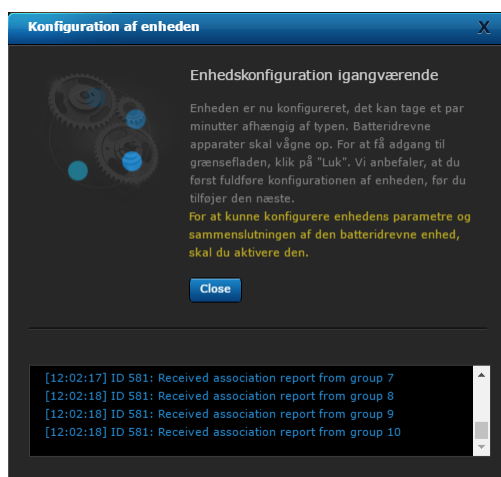 Konfiguration af enheden
X
Enhedskonfiguration igangværende
Enheden er nu konfigureret, det kan tage et par
minutter afhængig af typen. Batteridrevne
apparater skal vågne op. For at få adgang til
grænsefladen, klik på "Luk". Vi anbefaler, at du
først fuldføre konfigurationen af enheden, før du
tilføjer den næste.
For at kunne konfigurere enhedens parametre og
sammenslutningen af den batteridrevne enhed,
skal du aktivere den.
Close
[12:02:17] ID 581: Received association report from group 7
[12:02:18] ID 581: Received association report from group 8
[12:02:18] ID 581: Received association report from group 9
[12:02:18] ID 581: Received association report from group 10